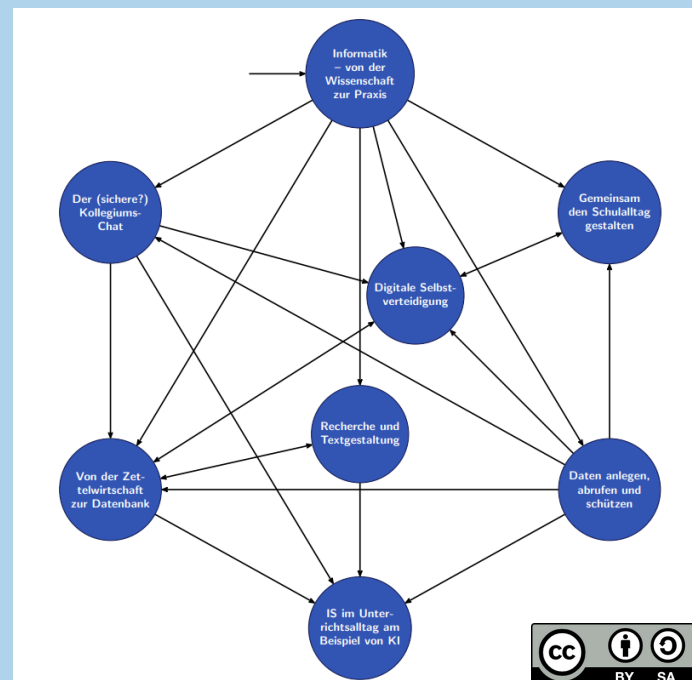 Informatik
– von der
Wissenschaft
zur Praxis
Der (sichere?)
Kollegiums-
Chat
Gemeinsam
den Schulalltag
gestalten
Digitale Selbst-
verteidigung
Recherche und
Textgestaltung
Von der Zet-
telwirtschaft
zur Datenbank
Daten anlegen,
abrufen und
schützen
IS im Unter-
richtsalltag am
Beispiel von KI
cc
BY SA